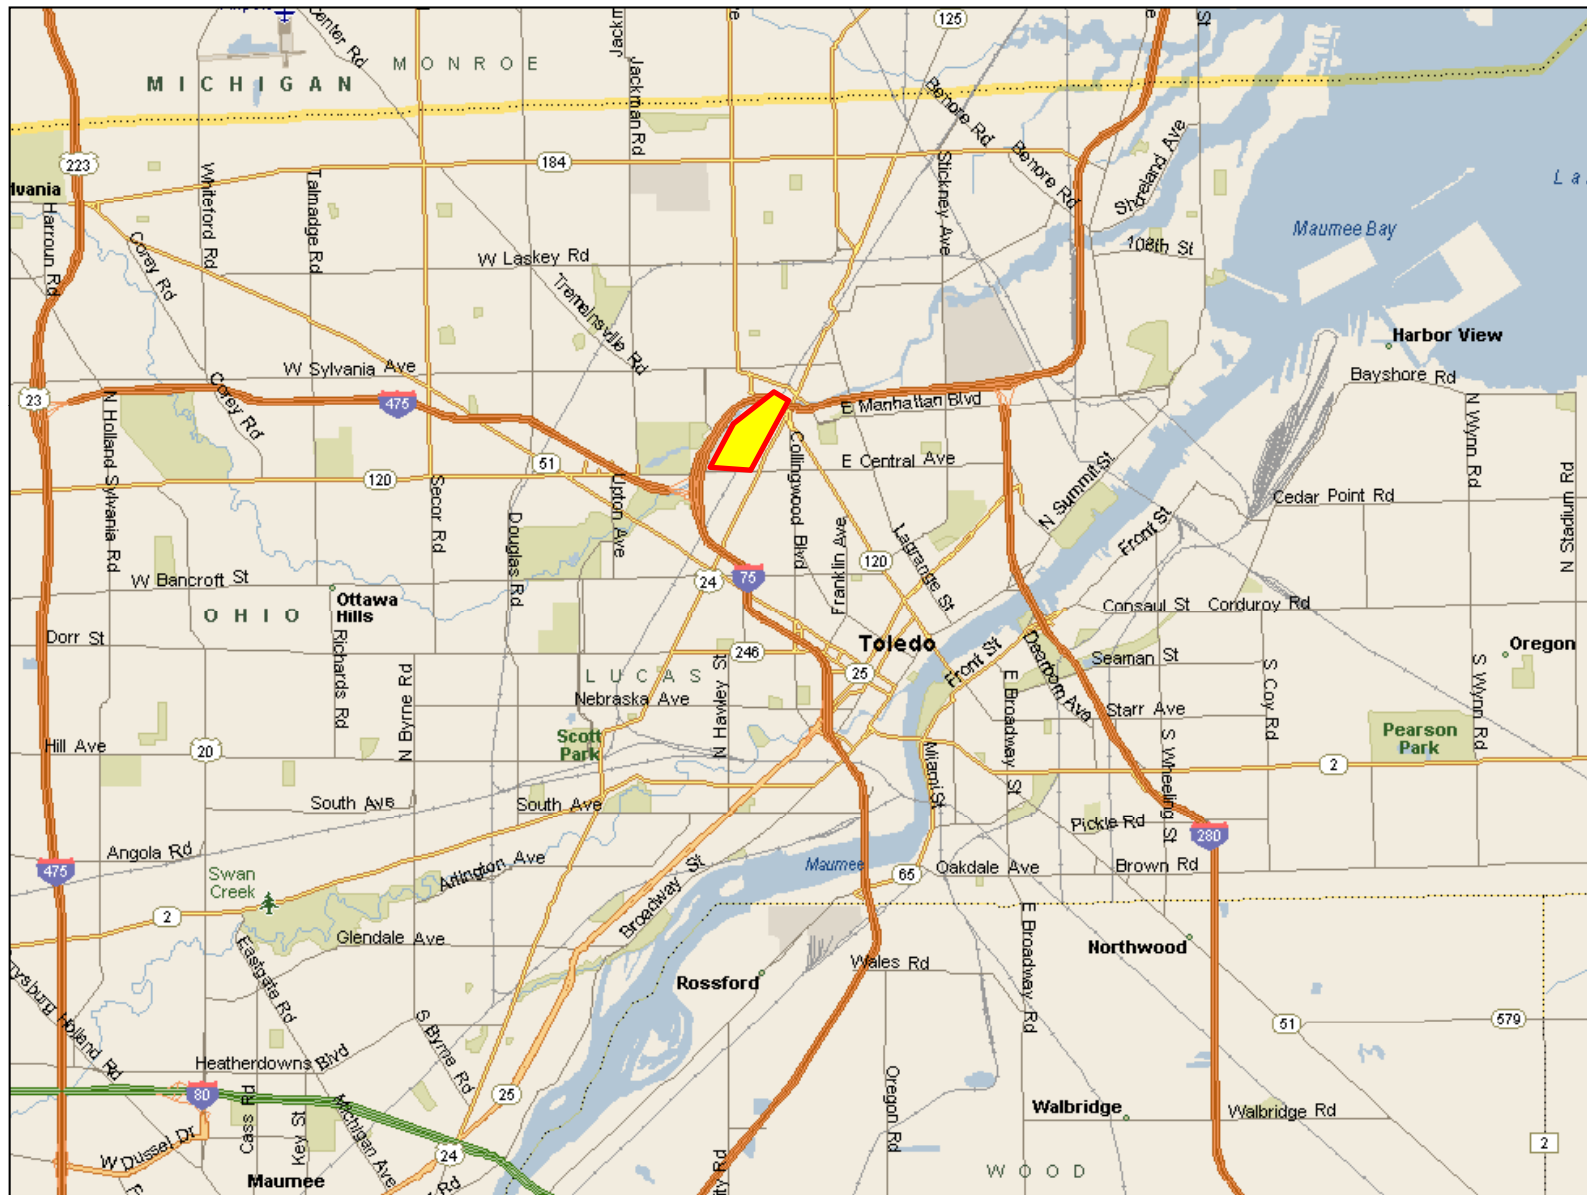 Center Rd
125
St
MONROE
MICHIGAN
Jackman
Jackman Rd
Benore Rd
Benore Rd
Shoreland Ave
Stickney Ave
223
184
lvania
Whiteford Rd
Talmadge Rd
Harroun Rd
Corey Rd
La
Maumee Bay
108th St
W Laskey Rd
Tremainsville Rd
Harbor View
Bayshore Rd
W Sylvania Ave
23
475
Corey Rd
N Holland Sylvania Rd
E Manhattan Blvd
Collingwood Blvd
E Central Ave
N Wynn Rd
N Stadium Rd
51
120
Secor Rd
Upton Ave
Douglas Rd
N Summit St
Front St
Cedar Point Rd
Franklin Ave
Lagrange St
120
W Bancroft St
24
75
Ottawa
Hills
OHIO
Consaul St
Corduroy Rd
Dorr St
Richards Rd
246
Toledo
Front St
Dearborn Ave
Seaman St
Oregon
LUCAS
25
N Byrne Rd
Nebraska Ave
N Hawley St
E Broadway St
Starr Ave
S Coy Rd
S Wynn Rd
Hill Ave
20
Scott
Park
Pearson
Park
2
Miami St
S Wheeling St
South Ave
South Ave
Pickle Rd
280
Angola Rd
475
Swan
Creek
Arlington Ave
Broadway St
Maumee
65
Oakdale Ave
Brown Rd
2
Glendale Ave
Eastgate Rd
E Broadway Rd
Northwood
Wales Rd
Rossford
rrysburg Holland Rd
S Byrne Rd
51
579
Heatherdowns Blvd
80
25
Cass Rd
Key St
Michigan Ave
Oregon Rd
Walbridge
Walbridge Rd
W Dussel Dr
24
2
Maumee
WOOD